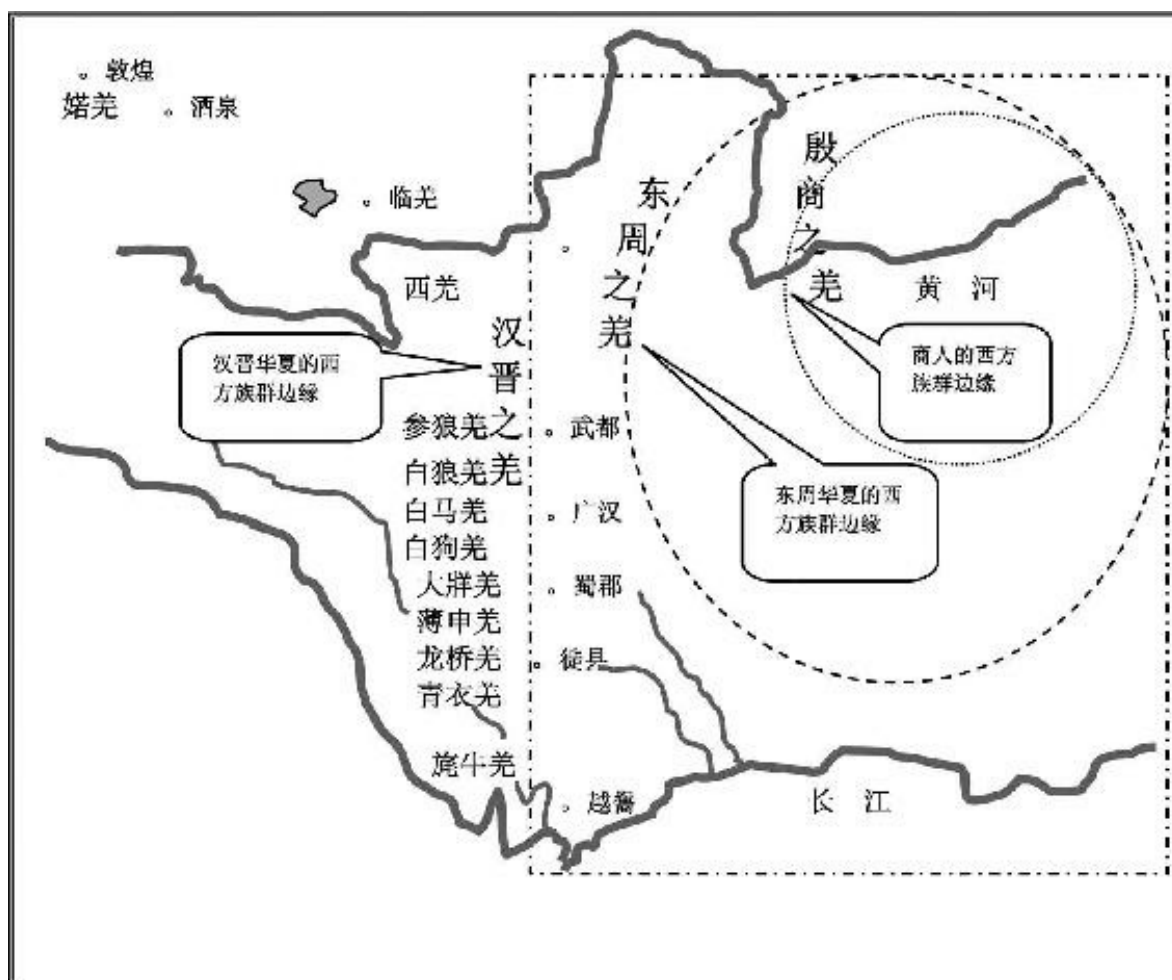 。敦煌
婼羌 。酒泉
。临羌
殷商之羌
东周之羌
西羌
黄 河
汉晋之羌
汉晋华夏的西
方族群边缘
商人的西方
族群边缘
参狼羌
。武都
白狼羌
东周华夏的西
方族群边缘
白马羌
。广汉
白狗羌
大牂羌
。蜀郡
薄申羌
龙桥羌
。徙县
青衣羌
旄牛羌
。越嶲
长 江